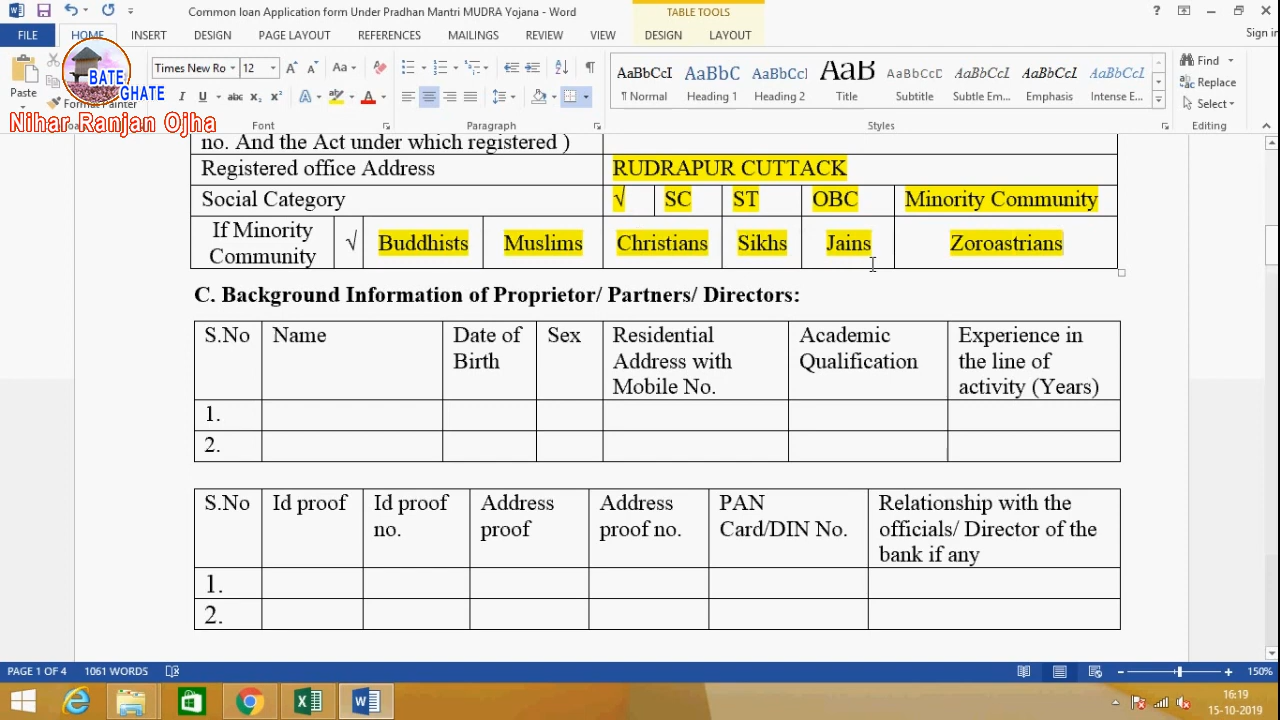 Common loan Application form Under Pradhan Mantri MUDRA Yojana - Word
TABLE TOOLS
? 
Sign in
FILE HOME INSERT DESIGN PAGE LAYOUT REFERENCES MAILINGS REVIEW VIEW DESIGN LAYOUT
Times New Ro 12
Paste
Format Painter
BATE
GHATE
Nihar Ranjan Ojha
Font
Paragraph
AaBbCcI AaBbC AaBbCcI AaB AaBbCcD AaBbCcI AaBbCcI AaBbCcI
¶ Normal Heading 1 Heading 2 Title Subtitle Subtle Em... Emphasis Intense E...
Styles
Find
Replace
Select
Editing
no. And the Act under which registered )
Registered office Address RUDRAPUR CUTTACK
Social Category √ SC ST OBC Minority Community
If Minority
Community √ Buddhists Muslims Christians Sikhs Jains Zoroastrians
C. Background Information of Proprietor/ Partners/ Directors:
S.No Name Date of Birth Sex Residential Address with Mobile No. Academic Qualification Experience in the line of activity (Years)
1.
2.
S.No Id proof Id proof no. Address proof Address proof no. PAN Card/DIN No. Relationship with the officials/ Director of the bank if any
1.
2.
PAGE 1 OF 4 1061 WORDS
150%
16:19
15-10-2019